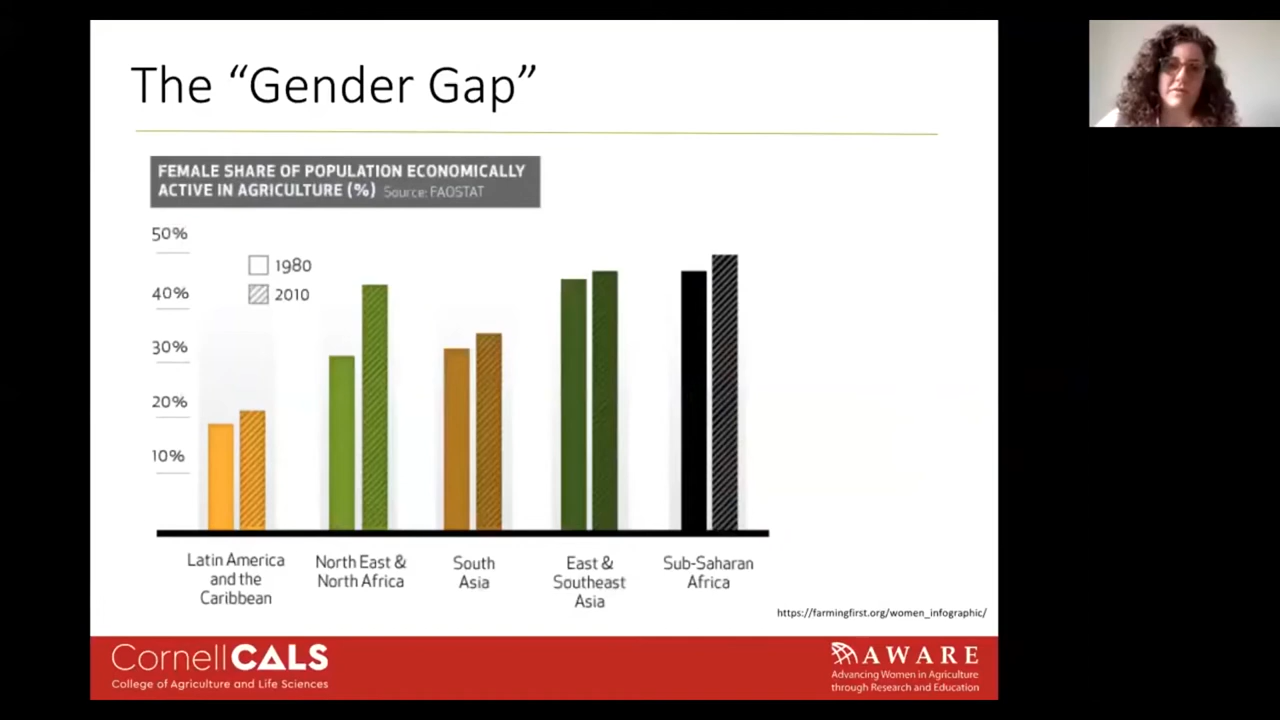 The “Gender Gap”
FEMALE SHARE OF POPULATION ECONOMICALLY
ACTIVE IN AGRICULTURE (%) Source: FAOSTAT
50%
40%
30%
20%
10%
1980
2010
Latin America
and the
Caribbean
North East &
North Africa
South
Asia
East &
Southeast
Asia
Sub-Saharan
Africa
https://farmingfirst.org/women_infographic/
CornellCALS
College of Agriculture and Life Sciences
AWARE
Advancing Women in Agriculture
through Research and Education